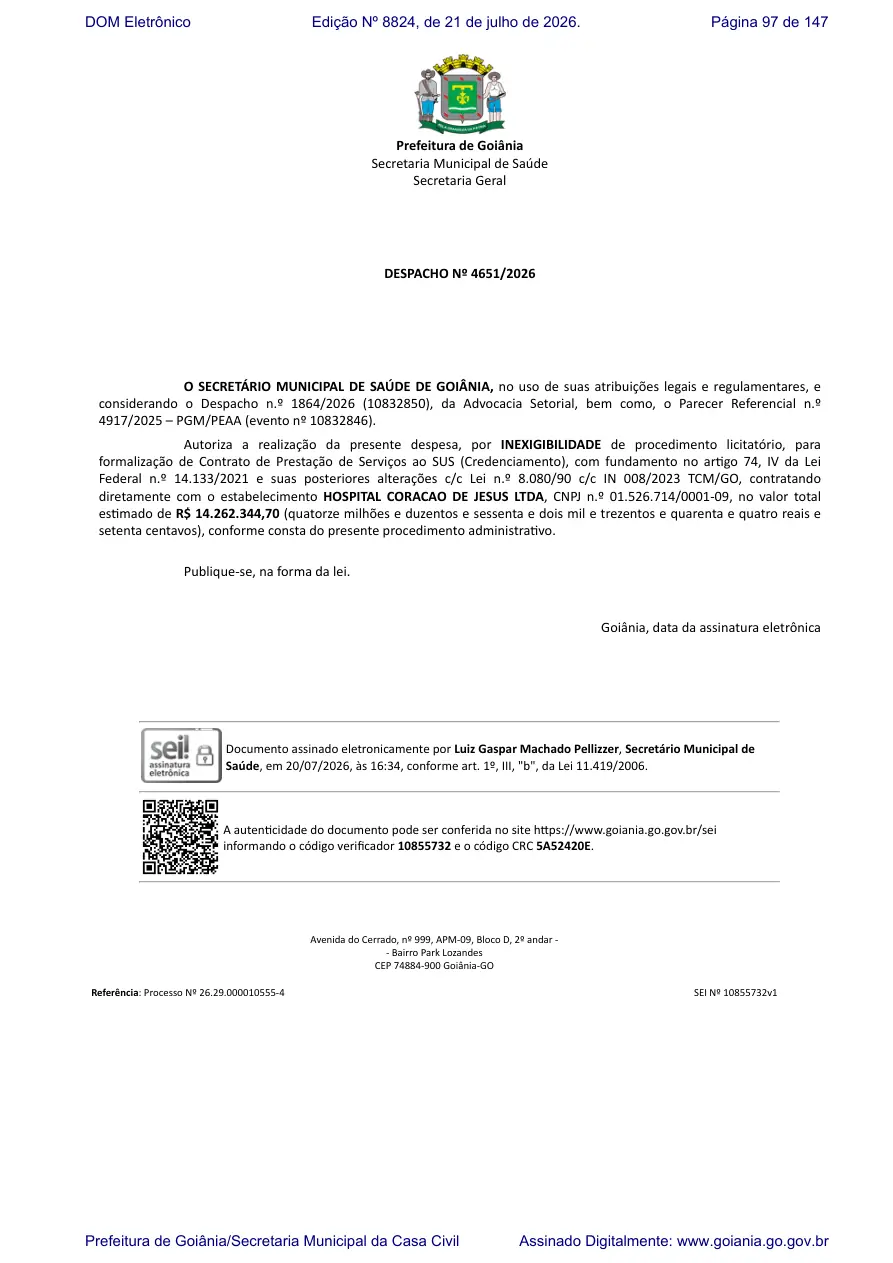 DOM Eletrônico Edição Nº 8824, de 21 de julho de 2026. Página 97 de 147
Prefeitura de Goiânia
Secretaria Municipal de Saúde
Secretaria Geral
DESPACHO Nº 4651/2026
O SECRETÁRIO MUNICIPAL DE SAÚDE DE GOIÂNIA, no uso de suas atribuições legais e regulamentares, e
considerando o Despacho n.º 1864/2026 (10832850), da Advocacia Setorial, bem como, o Parecer Referencial n.º
4917/2025 – PGM/PEAA (evento nº 10832846).
Autoriza a realização da presente despesa, por INEXIGIBILIDADE de procedimento licitatório, para
formalização de Contrato de Prestação de Serviços ao SUS (Credenciamento), com fundamento no artigo 74, IV da Lei
Federal n.º 14.133/2021 e suas posteriores alterações c/c Lei n.º 8.080/90 c/c IN 008/2023 TCM/GO, contratando
diretamente com o estabelecimento HOSPITAL CORACAO DE JESUS LTDA, CNPJ n.º 01.526.714/0001-09, no valor total
estimado de R$ 14.262.344,70 (quatorze milhões e duzentos e sessenta e dois mil e trezentos e quarenta e quatro reais e
setenta centavos), conforme consta do presente procedimento administrativo.
Publique-se, na forma da lei.
Goiânia, data da assinatura eletrônica
sei!
assinatura
eletrônica
Documento assinado eletronicamente por Luiz Gaspar Machado Pellizzer, Secretário Municipal de
Saúde, em 20/07/2026, às 16:34, conforme art. 1º, III, "b", da Lei 11.419/2006.
A autenticidade do documento pode ser conferida no site https://www.goiania.go.gov.br/sei
informando o código verificador 10855732 e o código CRC 5A52420E.
Avenida do Cerrado, nº 999, APM-09, Bloco D, 2º andar -
- Bairro Park Lozandes
CEP 74884-900 Goiânia-GO
Referência: Processo Nº 26.29.000010555-4 SEI Nº 10855732v1
Prefeitura de Goiânia/Secretaria Municipal da Casa Civil Assinado Digitalmente: www.goiania.go.gov.br